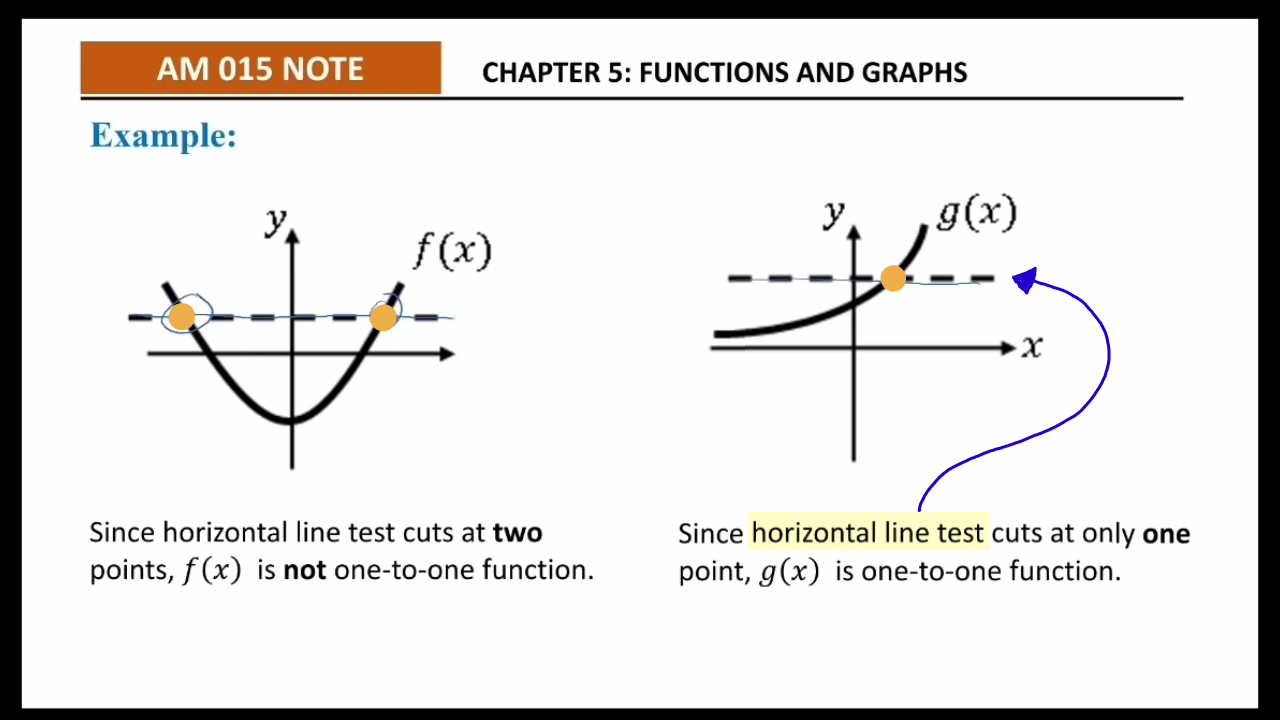 AM 015 NOTE
CHAPTER 5: FUNCTIONS AND GRAPHS
Example:
y
f(x)
y
g(x)
x
Since horizontal line test cuts at two
points, f(x) is not one-to-one function.
Since horizontal line test cuts at only one
point, g(x) is one-to-one function.